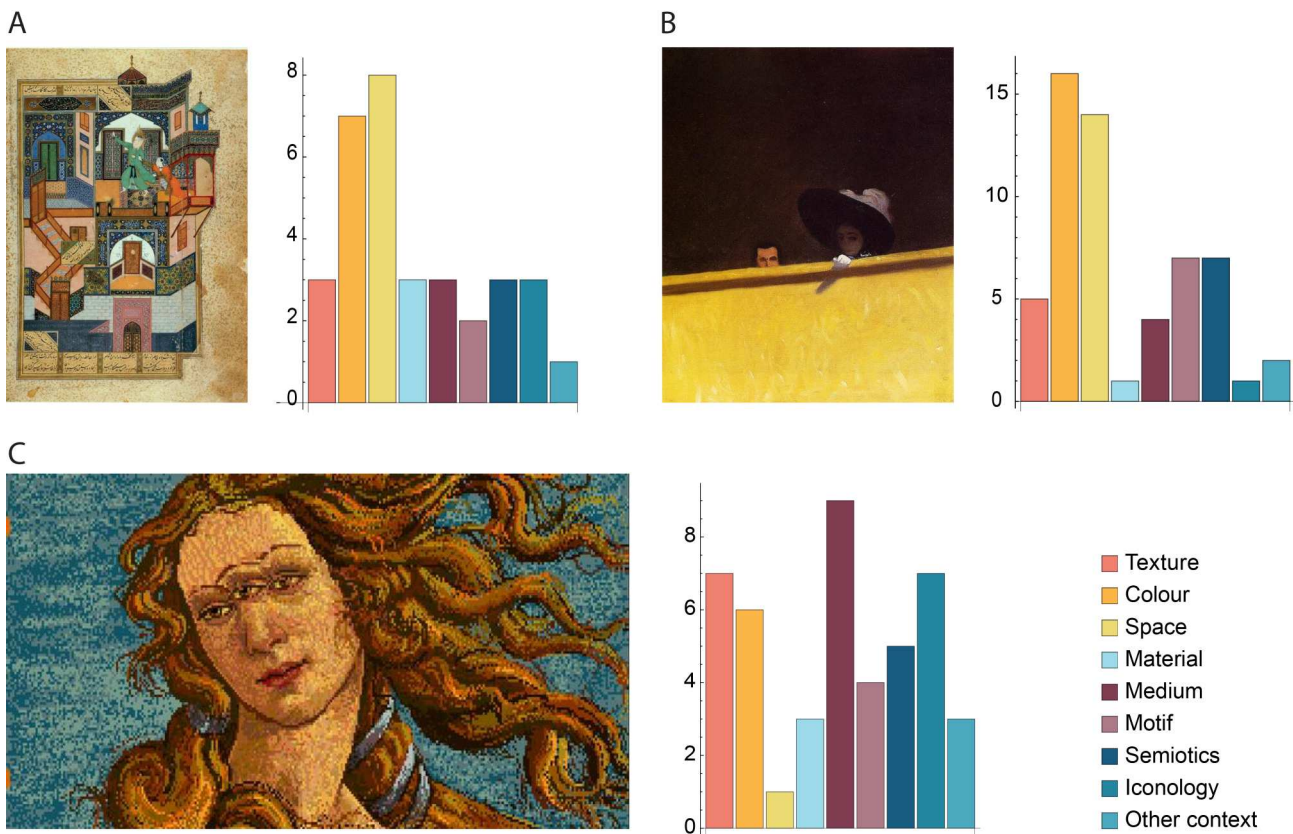 A
8
6
4
2
0
B
15
10
5
0
C
8
6
4
2
0
Texture
Colour
Space
Material
Medium
Motif
Semiotics
Iconology
Other context